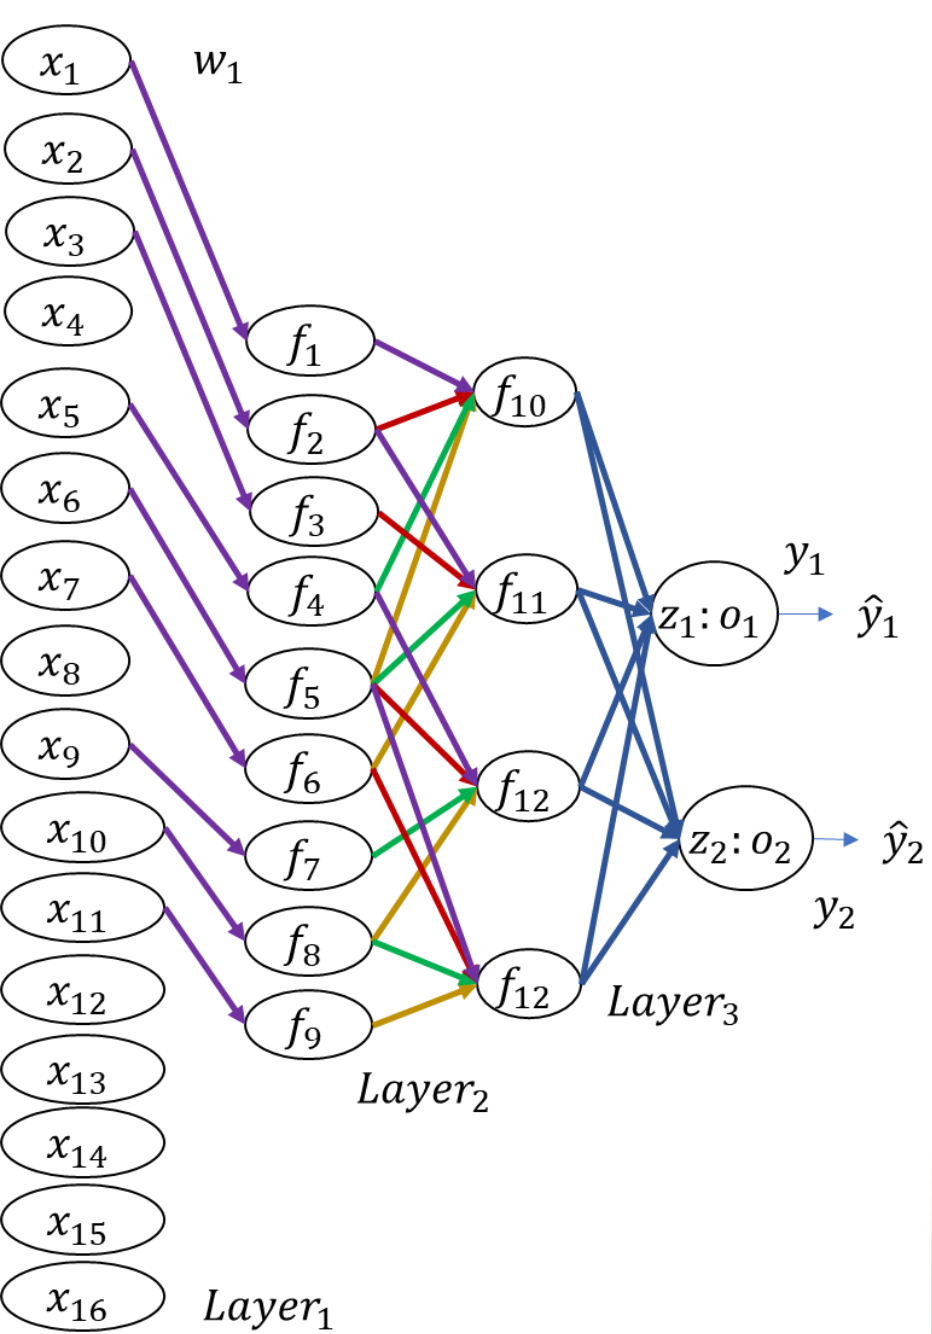 x₁
w₁
x₂
x₃
x₄
x₅
x₆
x₇
x₈
x₉
x₁₀
x₁₁
x₁₂
x₁₃
x₁₄
x₁₅
x₁₆
Layer₁
f₁
f₂
f₃
f₄
f₅
f₆
f₇
f₈
f₉
Layer₂
f₁₀
f₁₁
f₁₂
f₁₂
Layer₃
y₁
z₁: o₁
ŷ₁
z₂: o₂
ŷ₂
y₂